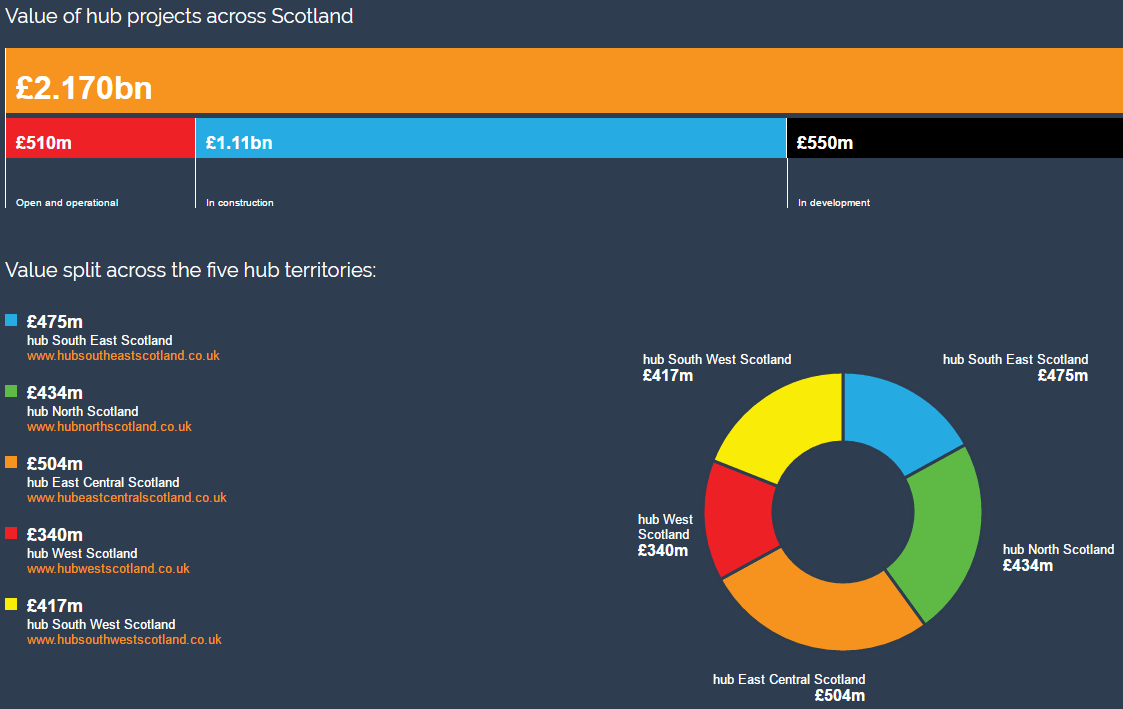 Value of hub projects across Scotland
£2.170bn
£510m
£1.11bn
£550m
Open and operational
In construction
In development
Value split across the five hub territories:
£475m
hub South East Scotland
www.hubsoutheastscotland.co.uk
£434m
hub North Scotland
www.hubnorthscotland.co.uk
£504m
hub East Central Scotland
www.hubeastcentralscotland.co.uk
£340m
hub West Scotland
www.hubwestscotland.co.uk
£417m
hub South West Scotland
www.hubsouthwestscotland.co.uk
hub South West Scotland
£417m
hub South East Scotland
£475m
hub West
Scotland
£340m
hub North Scotland
£434m
hub East Central Scotland
£504m